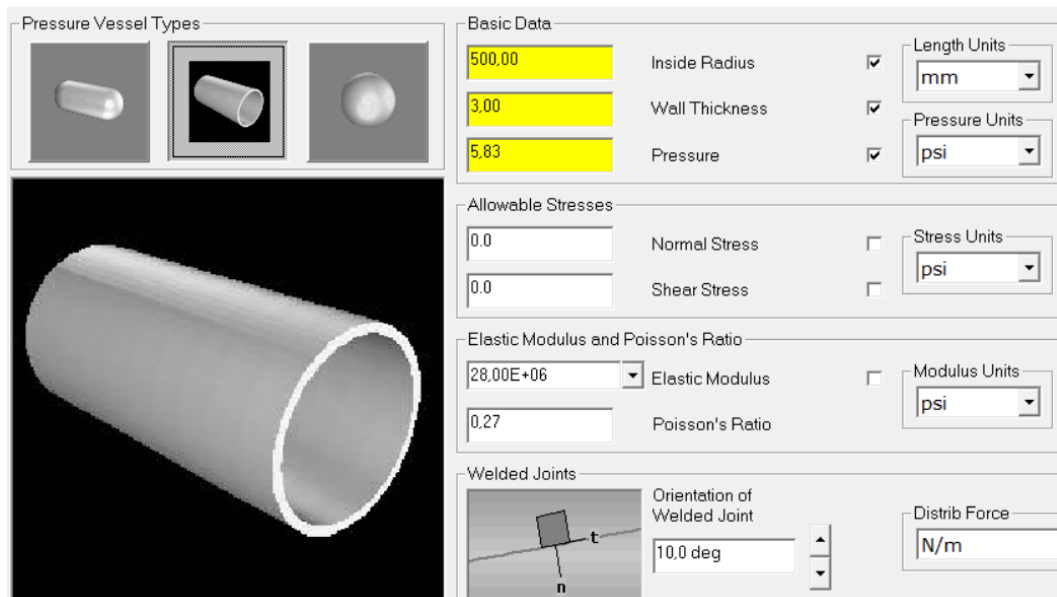 Pressure Vessel Types
Basic Data
500,00 Inside Radius
Length Units
mm
3,00 Wall Thickness
Pressure Units
5,83 Pressure
psi
Allowable Stresses
0.0 Normal Stress
Stress Units
psi
0.0 Shear Stress
Elastic Modulus and Poisson's Ratio
28,00E+06 Elastic Modulus
Modulus Units
psi
0,27 Poisson's Ratio
Welded Joints
t
n
Orientation of
Welded Joint
10,0 deg
Distrib Force
N/m